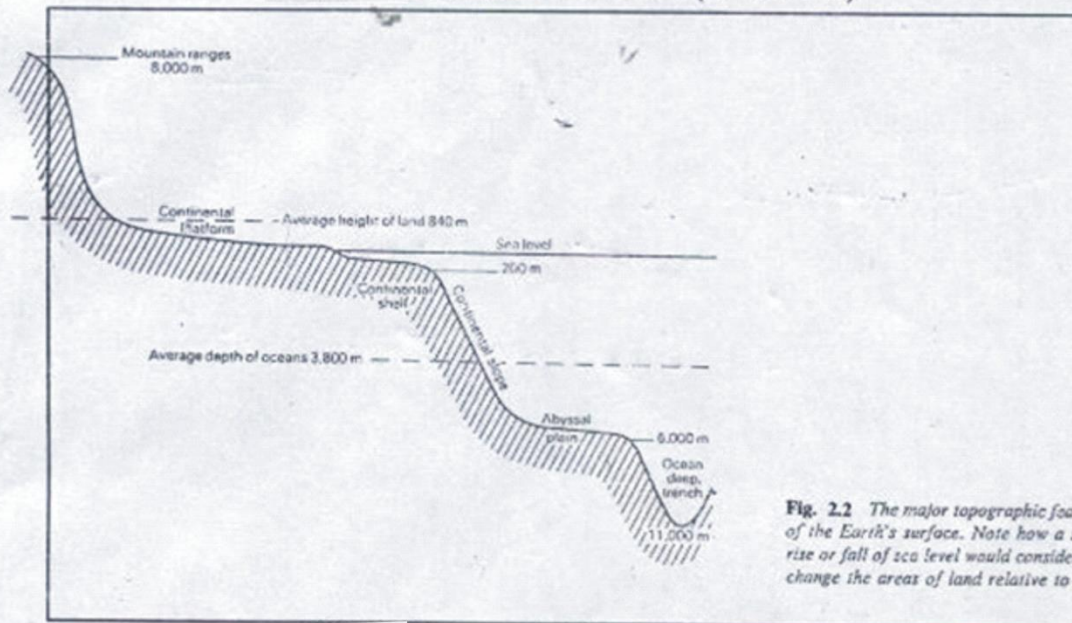 Mountain ranges
8,000 m
Continental
Platform
Average height of land 840 m
Sea level
200 m
Continental
shelf
Continental slope
Average depth of oceans 3,800 m
Abyssal
plain
6,000 m
Ocean
deep,
trench
11,000 m
Fig. 2.2 The major topographic fea
of the Earth's surface. Note how a
rise or fall of sea level would conside
change the areas of land relative to